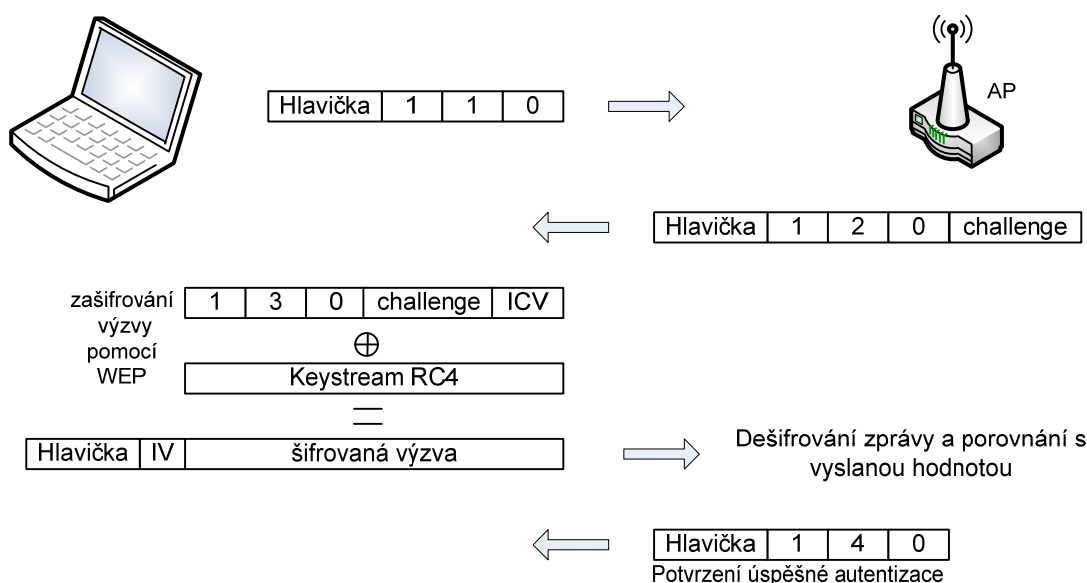 Hlavička 1 1 0
AP
Hlavička 1 2 0 challenge
zašifrování
výzvy
pomocí
WEP
1 3 0 challenge ICV
Keystream RC4
Hlavička IV šifrovaná výzva
Dešifrování zprávy a porovnání s
vyslanou hodnotou
Hlavička 1 4 0
Potvrzení úspěšné autentizace